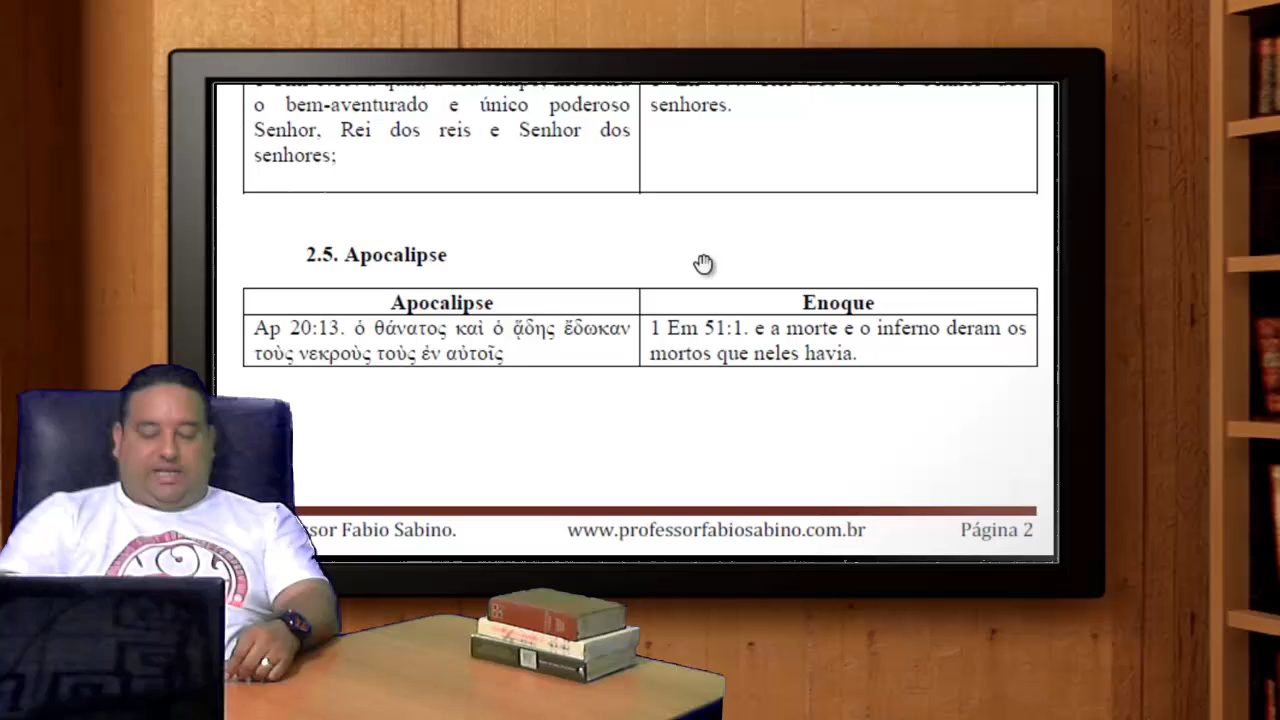 o bem-aventurado e único poderoso
Senhor, Rei dos reis e Senhor dos
senhores;
senhores.
2.5. Apocalipse
Apocalipse
Enoque
Ap 20:13. ὁ θάνατος καὶ ὁ ᾅδης ἔδωκαν
τοὺς νεκροὺς τοὺς ἐν αὐτοῖς
1 Em 51:1. e a morte e o inferno deram os
mortos que neles havia.
ssor Fabio Sabino.
www.professorfabiosabino.com.br
Página 2